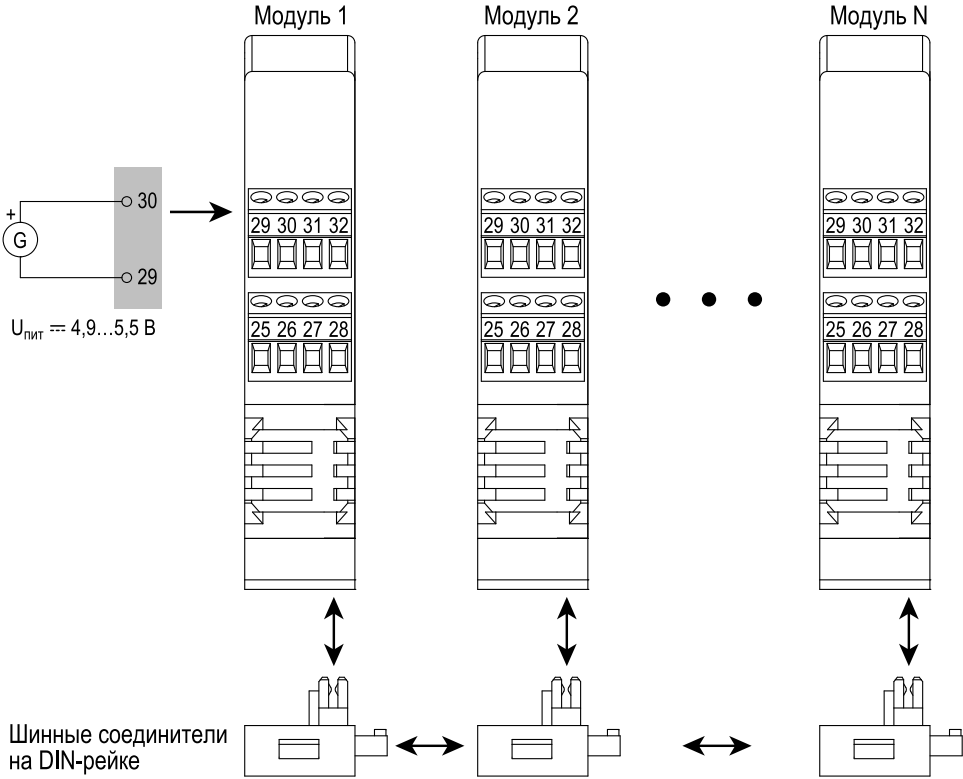 Модуль 1
Модуль 2
Модуль N
30
+
G
29
Uпит ⎓ 4,9...5,5 В
29 30 31 32
29 30 31 32
29 30 31 32
25 26 27 28
25 26 27 28
25 26 27 28
Шинные соединители
на DIN-рейке